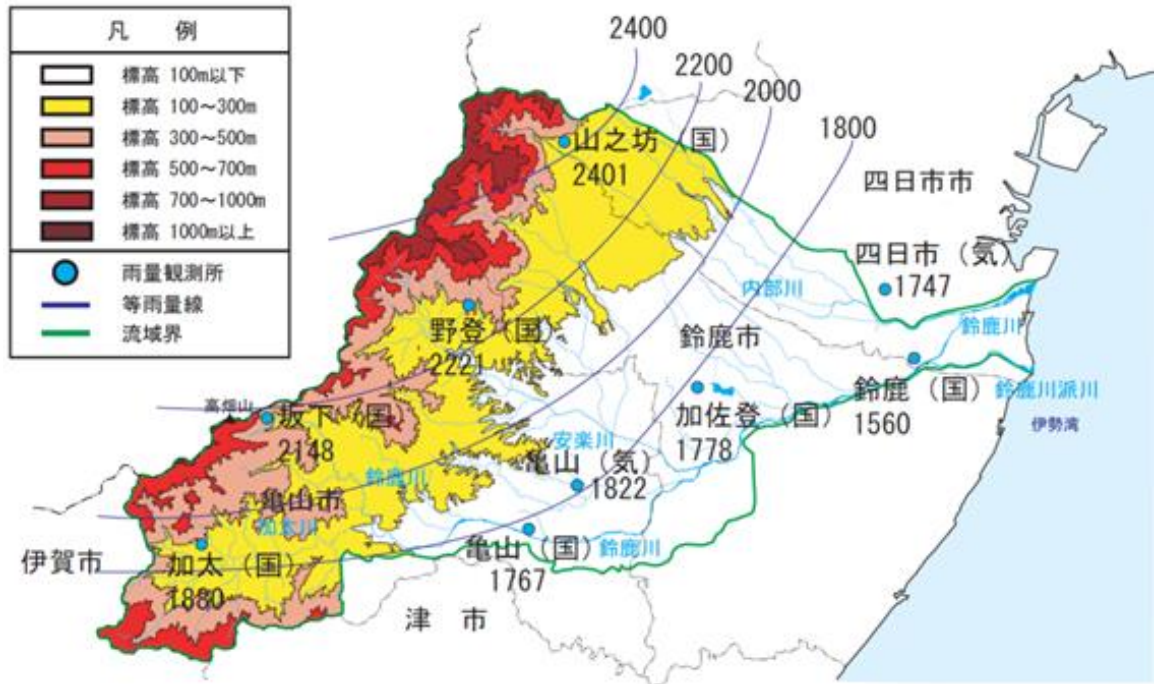 凡　例
標高 100m以下
標高 100～300m
標高 300～500m
標高 500～700m
標高 700～1000m
標高 1000m以上
雨量観測所
等雨量線
流域界
2400
2200
2000
1800
山之坊（国）
2401
四日市市
四日市（気）
1747
内部川
鈴鹿川
野登（国）
2221
鈴鹿市
鈴鹿（国）
1560
鈴鹿川派川
伊勢湾
高畑山
坂下（国）
2148
加佐登（国）
1778
安楽川
亀山（気）
1822
鈴鹿川
亀山市
加太川
亀山（国）
1767
鈴鹿川
伊賀市
加太（国）
1880
津　市